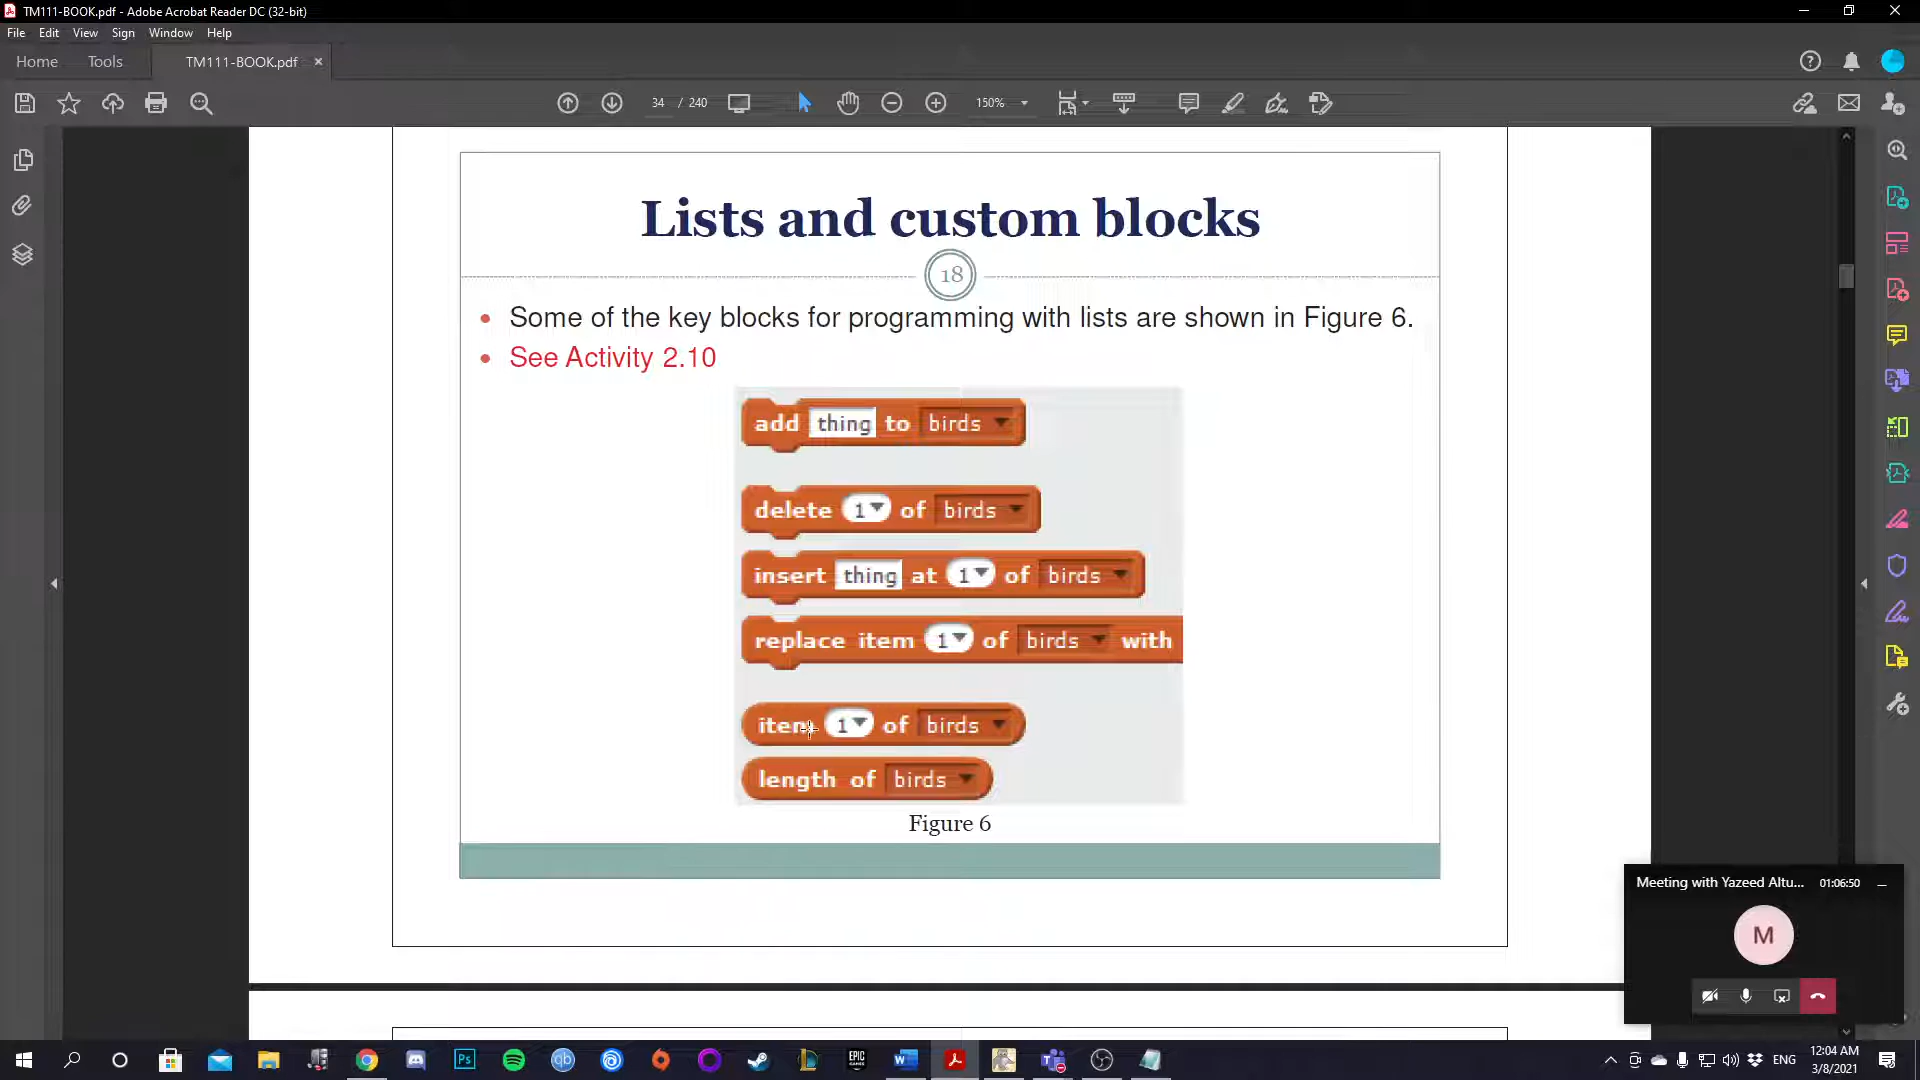 TM111-BOOK.pdf - Adobe Acrobat Reader DC (32-bit)
File Edit View Sign Window Help
Home Tools TM111-BOOK.pdf
34 / 240 150%
Lists and custom blocks
18
Some of the key blocks for programming with lists are shown in Figure 6.
See Activity 2.10
add thing to birds
delete 1 of birds
insert thing at 1 of birds
replace item 1 of birds with
item 1 of birds
length of birds
Figure 6
Meeting with Yazeed Altu... 01:06:50
M
Ps qb EPIC GAMES ENG 12:04 AM
3/8/2021